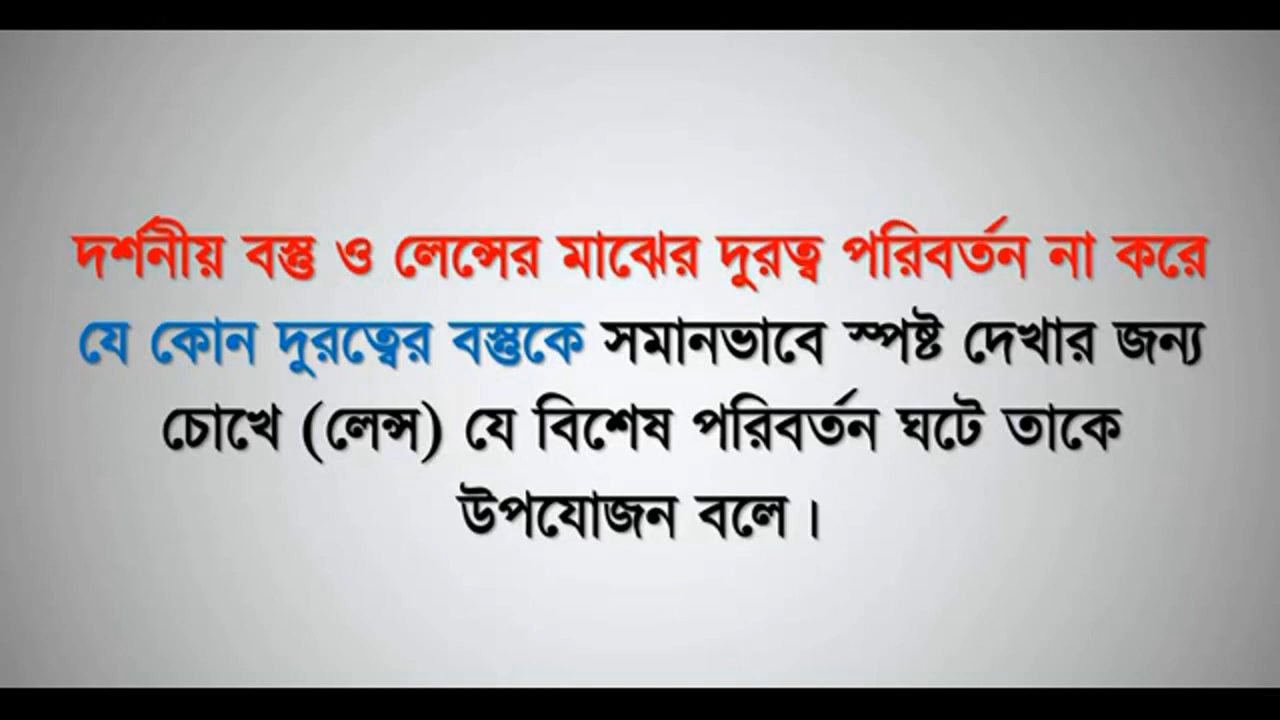 দর্শনীয় বস্তু ও লেন্সের মাঝের দুরত্ব পরিবর্তন না করে
যে কোন দুরত্বের বস্তুকে সমানভাবে স্পষ্ট দেখার জন্য
চোখে (লেন্স) যে বিশেষ পরিবর্তন ঘটে তাকে
উপযোজন বলে।